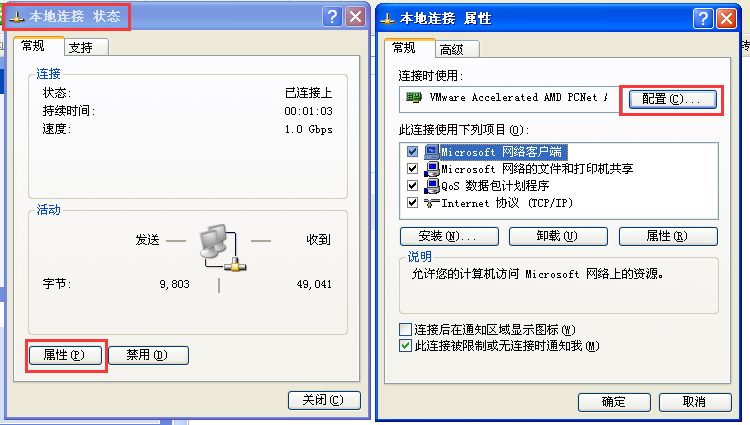 本地连接 状态
常规
支持
连接
状态: 已连接上
持续时间: 00:01:03
速度: 1.0 Gbps
活动
发送 — — 收到
字节: 9,803 | 49,041
属性(P)
禁用(D)
关闭(C)
本地连接 属性
常规
高级
连接时使用:
VMware Accelerated AMD PCNet
配置(C)...
此连接使用下列项目(O):
Microsoft 网络客户端
Microsoft 网络的文件和打印机共享
QoS 数据包计划程序
Internet 协议 (TCP/IP)
安装(N)...
卸载(U)
属性(R)
说明
允许您的计算机访问 Microsoft 网络上的资源。
连接后在通知区域显示图标(W)
此连接被限制或无连接时通知我(M)
确定
取消